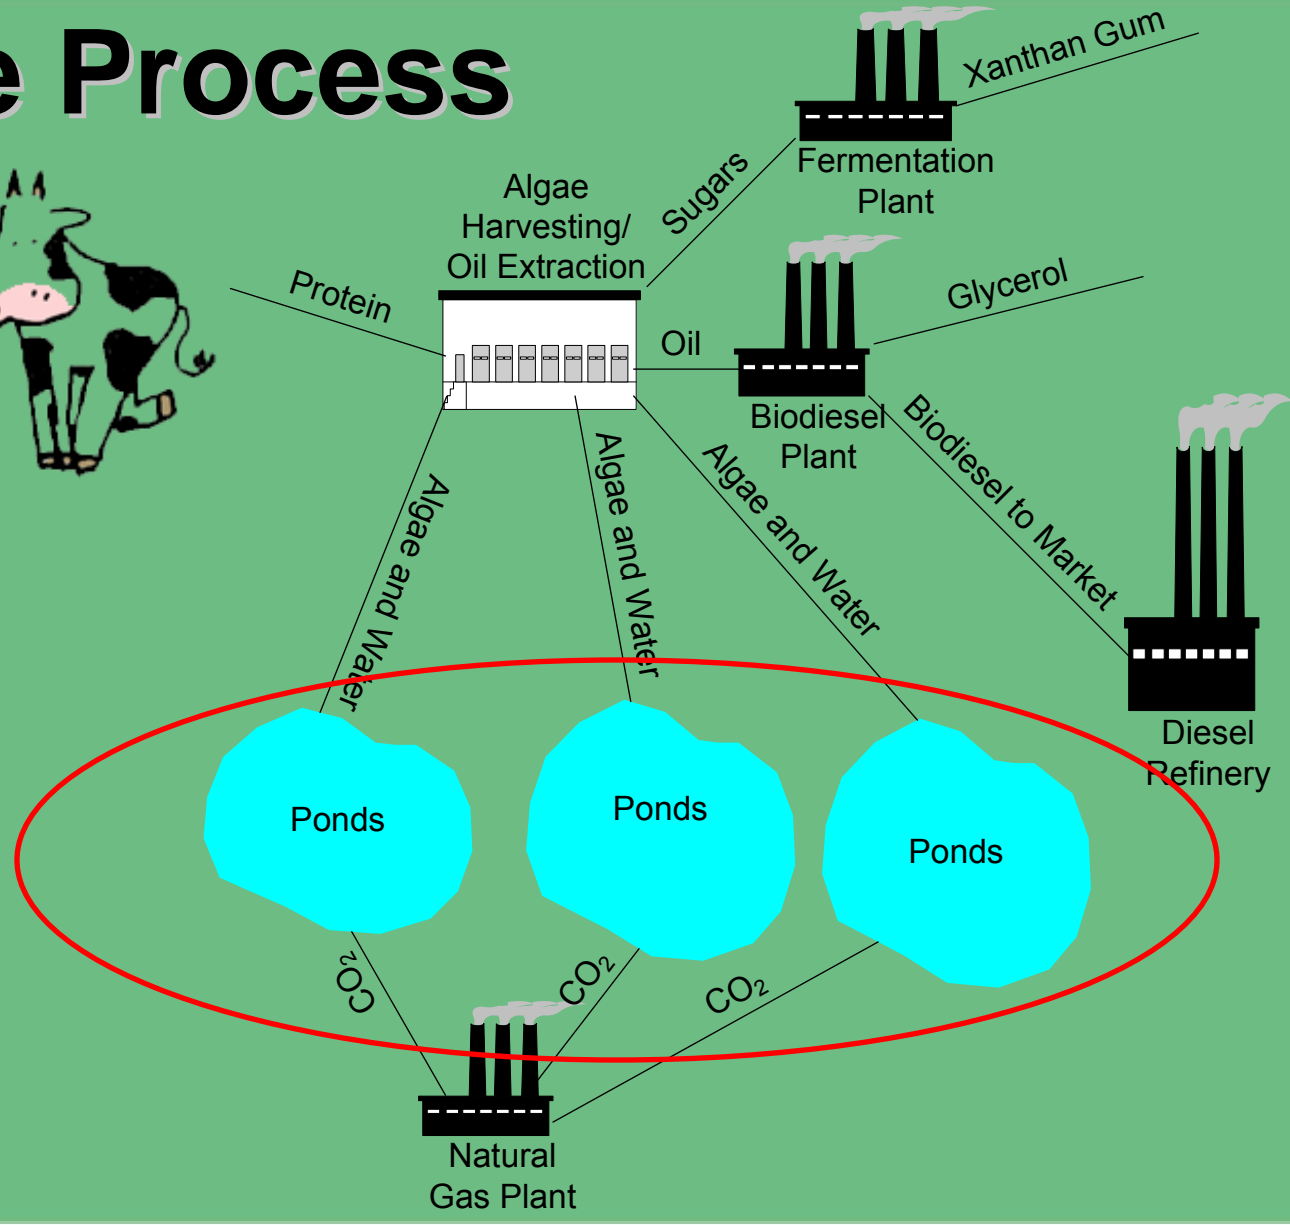 e Process
Xanthan Gum
Fermentation
Plant
Sugars
Algae
Harvesting/
Oil Extraction
Protein
Oil
Glycerol
Biodiesel
Plant
Biodiesel to Market
Algae and Water
Algae and Water
Algae and Water
Diesel
Refinery
Ponds
Ponds
Ponds
CO₂
CO₂
CO₂
Natural
Gas Plant